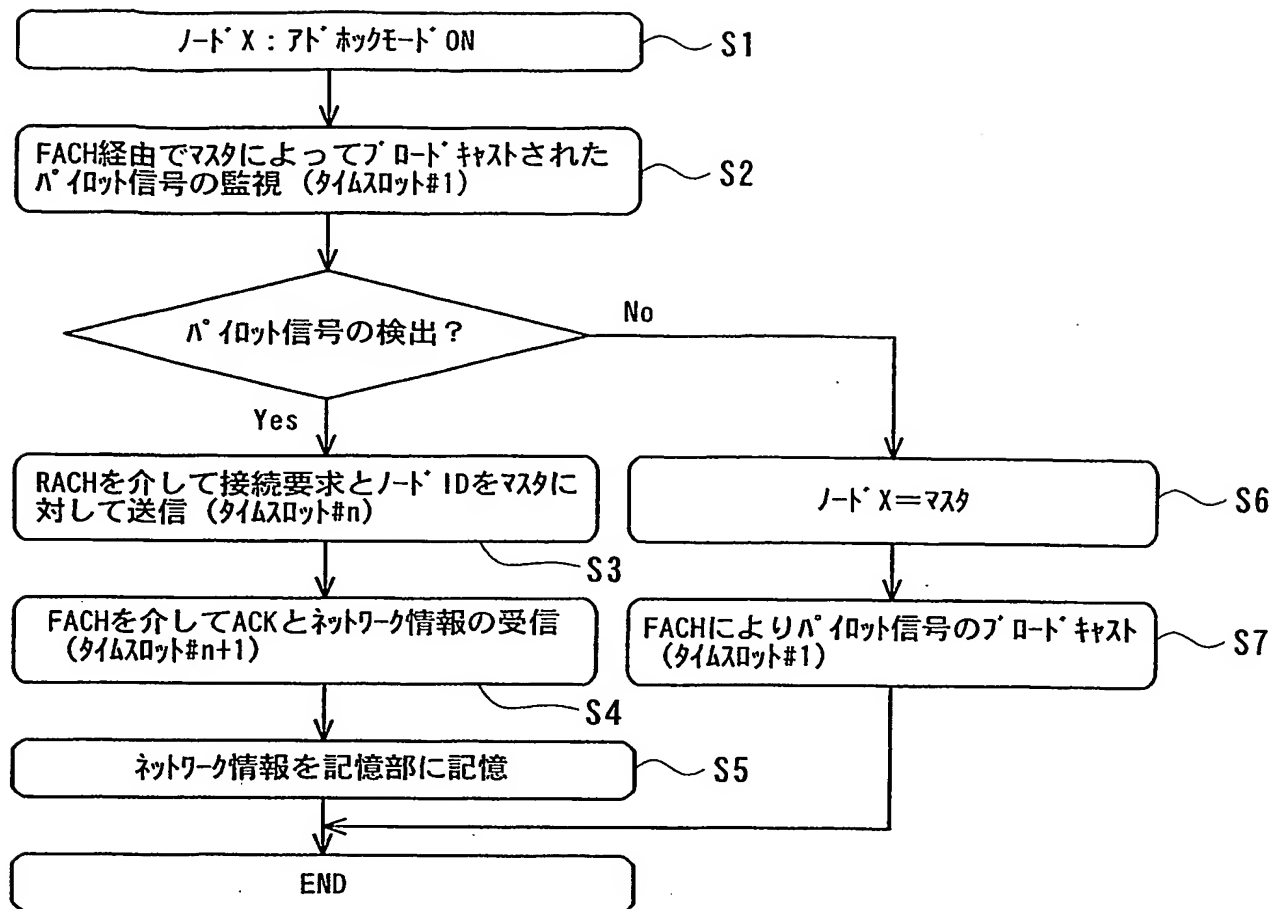 ﾉｰﾄﾞX:ｱﾄﾞﾎｯｸﾓｰﾄﾞON
S1
FACH経由でﾏｽﾀによってﾌﾞﾛｰﾄﾞｷｬｽﾄされた
ﾊﾟｲﾛｯﾄ信号の監視 (ﾀｲﾑｽﾛｯﾄ#1)
S2
ﾊﾟｲﾛｯﾄ信号の検出?
No
Yes
RACHを介して接続要求とﾉｰﾄﾞIDをﾏｽﾀに
対して送信 (ﾀｲﾑｽﾛｯﾄ#n)
S3
ﾉｰﾄﾞX=ﾏｽﾀ
S6
FACHを介してACKとﾈｯﾄﾜｰｸ情報の受信
(ﾀｲﾑｽﾛｯﾄ#n+1)
S4
FACHによりﾊﾟｲﾛｯﾄ信号のﾌﾞﾛｰﾄﾞｷｬｽﾄ
(ﾀｲﾑｽﾛｯﾄ#1)
S7
ﾈｯﾄﾜｰｸ情報を記憶部に記憶
S5
END